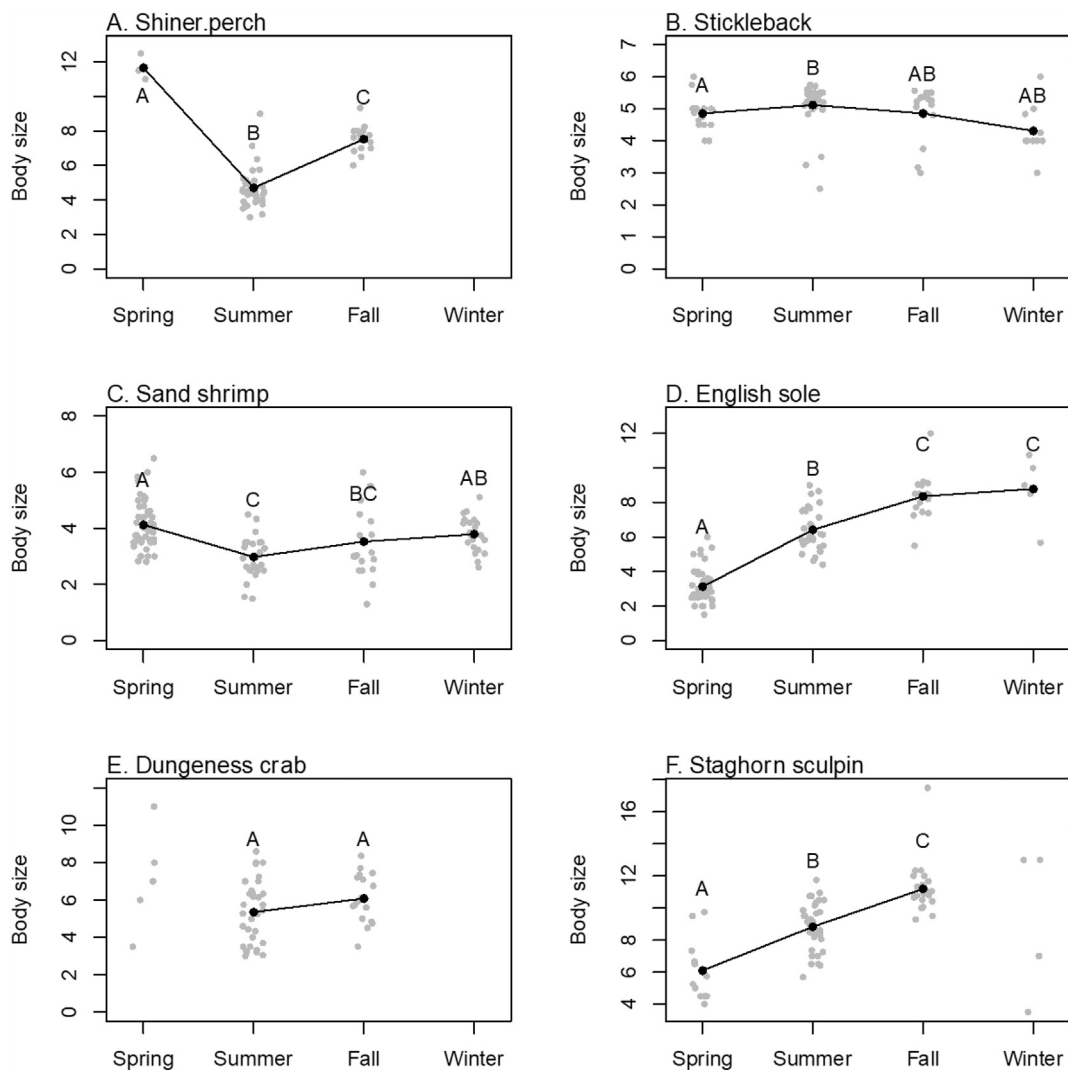 A. Shiner.perch
Body size
0 2 4 6 8 12
A
B
C
Spring Summer Fall Winter
B. Stickleback
Body size
0 1 2 3 4 5 6 7
A
B
AB
AB
Spring Summer Fall Winter
C. Sand shrimp
Body size
0 2 4 6 8
A
C
BC
AB
Spring Summer Fall Winter
D. English sole
Body size
0 2 4 6 8 12
A
B
C
C
Spring Summer Fall Winter
E. Dungeness crab
Body size
0 2 4 6 8 10
A
A
Spring Summer Fall Winter
F. Staghorn sculpin
Body size
4 6 8 12 16
A
B
C
Spring Summer Fall Winter